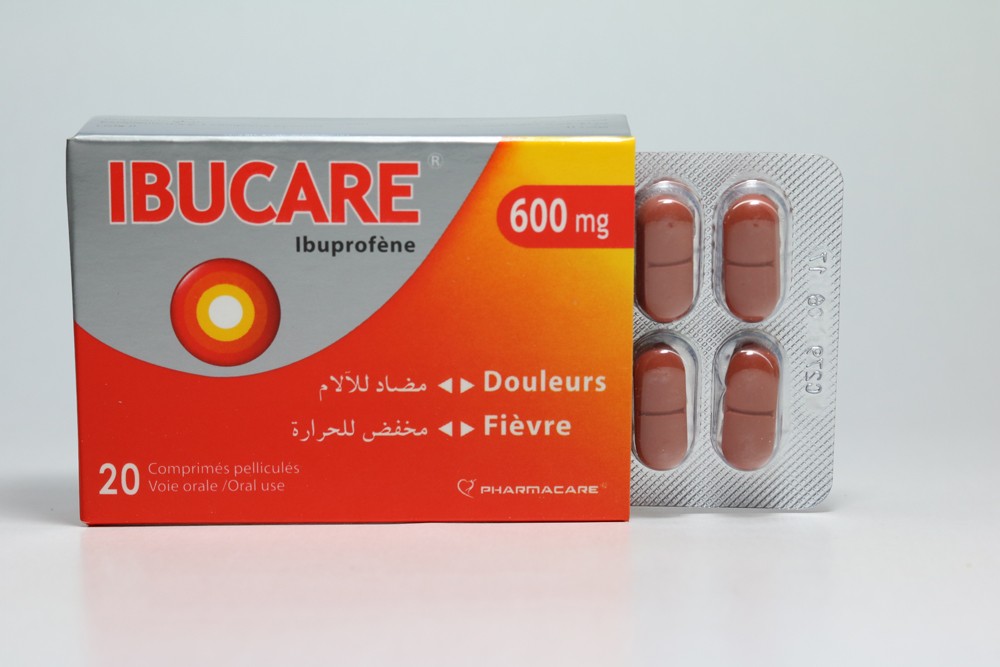 IBUCARE®
Ibuprofène
600 mg
مضاد للآلام ◄► Douleurs
مخفض للحرارة ◄► Fièvre
20 Comprimés pelliculés
Voie orale /Oral use
PHARMACARE®